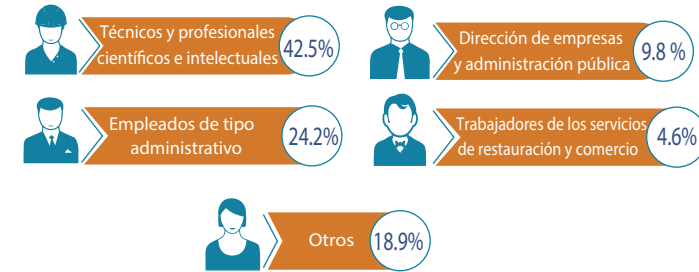 Técnicos y profesionales
científicos e intelectuales
42.5%
Dirección de empresas
y administración pública
9.8 %
Empleados de tipo
administrativo
24.2%
Trabajadores de los servicios
de restauración y comercio
4.6%
Otros
18.9%